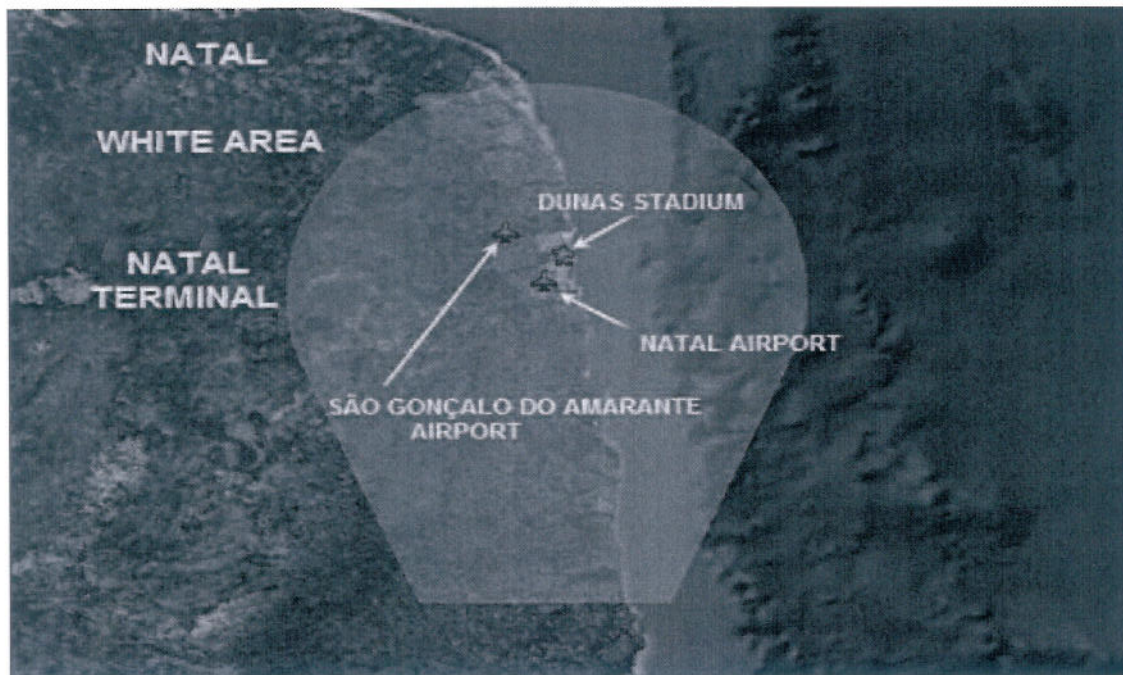 NATAL
WHITE AREA
DUNAS STADIUM
NATAL
TERMINAL
NATAL AIRPORT
SÃO GONÇALO DO AMARANTE
AIRPORT